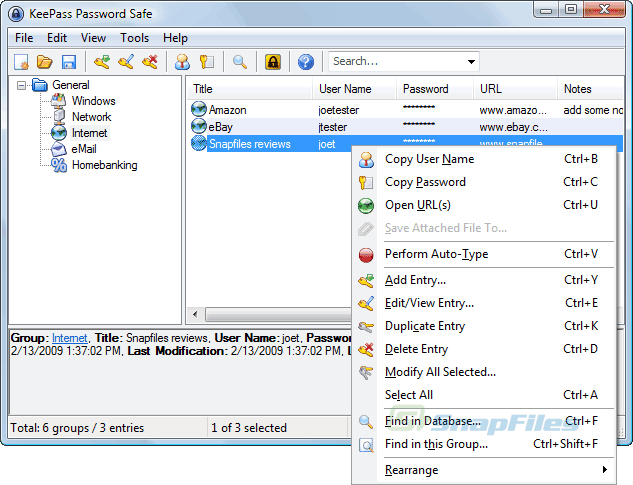 KeePass Password Safe
File Edit View Tools Help
Search...
General
Windows
Network
Internet
eMail
Homebanking
Title User Name Password URL Notes
Amazon joetester ******** www.amazo... add some no
eBay jtester ******** www.ebay.c...
Snapfiles reviews joet ******** www.snapfile
Copy User Name Ctrl+B
Copy Password Ctrl+C
Open URL(s) Ctrl+U
Save Attached File To...
Perform Auto-Type Ctrl+V
Add Entry... Ctrl+Y
Edit/View Entry... Ctrl+E
Duplicate Entry Ctrl+K
Delete Entry Ctrl+D
Modify All Selected...
Select All Ctrl+A
Find in Database... Ctrl+F
Find in this Group... Ctrl+Shift+F
Rearrange
Group: Internet, Title: Snapfiles reviews, User Name: joet, Passwo
2/13/2009 1:37:02 PM, Last Modification: 2/13/2009 1:37:02 PM, L
Total: 6 groups / 3 entries 1 of 3 selected
SnapFiles